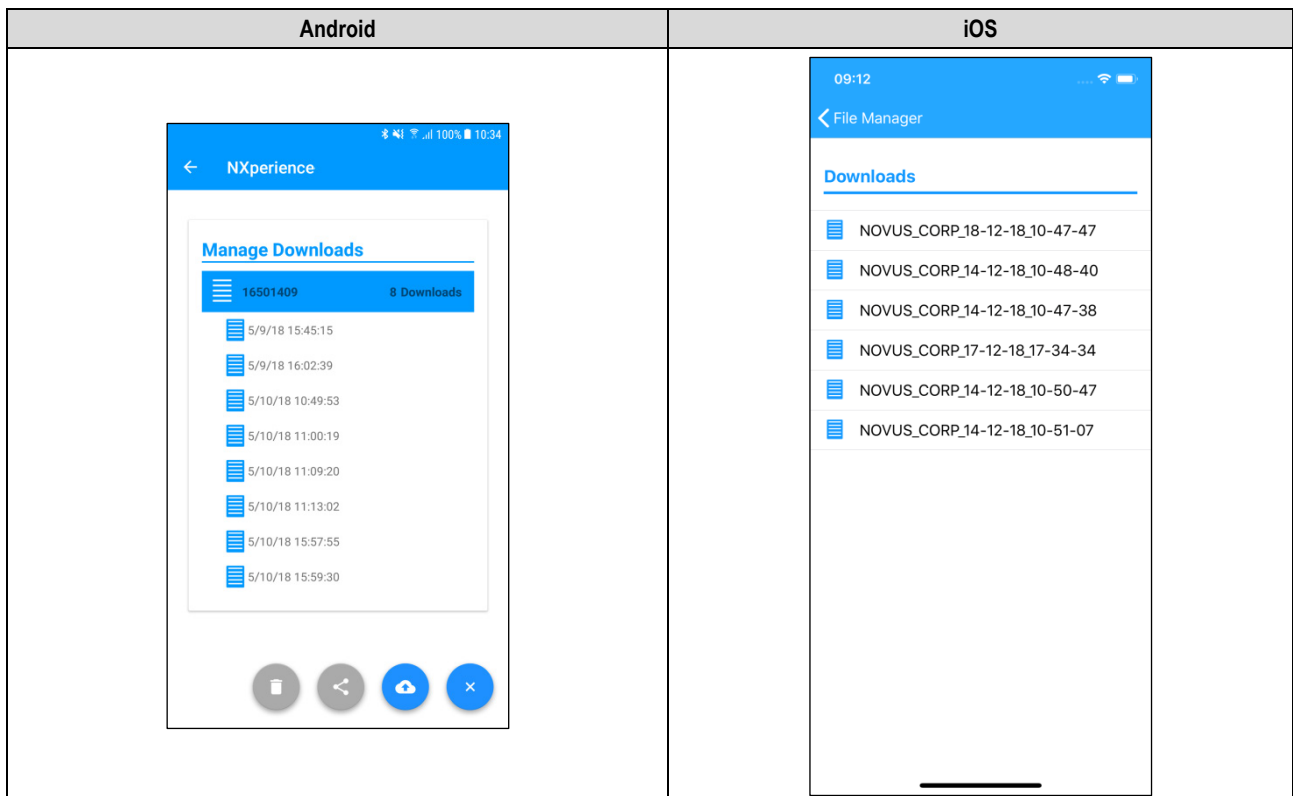 Android
iOS
100% 10:34
NXperience
Manage Downloads
16501409 8 Downloads
5/9/18 15:45:15
5/9/18 16:02:39
5/10/18 10:49:53
5/10/18 11:00:19
5/10/18 11:09:20
5/10/18 11:13:02
5/10/18 15:57:55
5/10/18 15:59:30
09:12
File Manager
Downloads
NOVUS_CORP_18-12-18_10-47-47
NOVUS_CORP_14-12-18_10-48-40
NOVUS_CORP_14-12-18_10-47-38
NOVUS_CORP_17-12-18_17-34-34
NOVUS_CORP_14-12-18_10-50-47
NOVUS_CORP_14-12-18_10-51-07